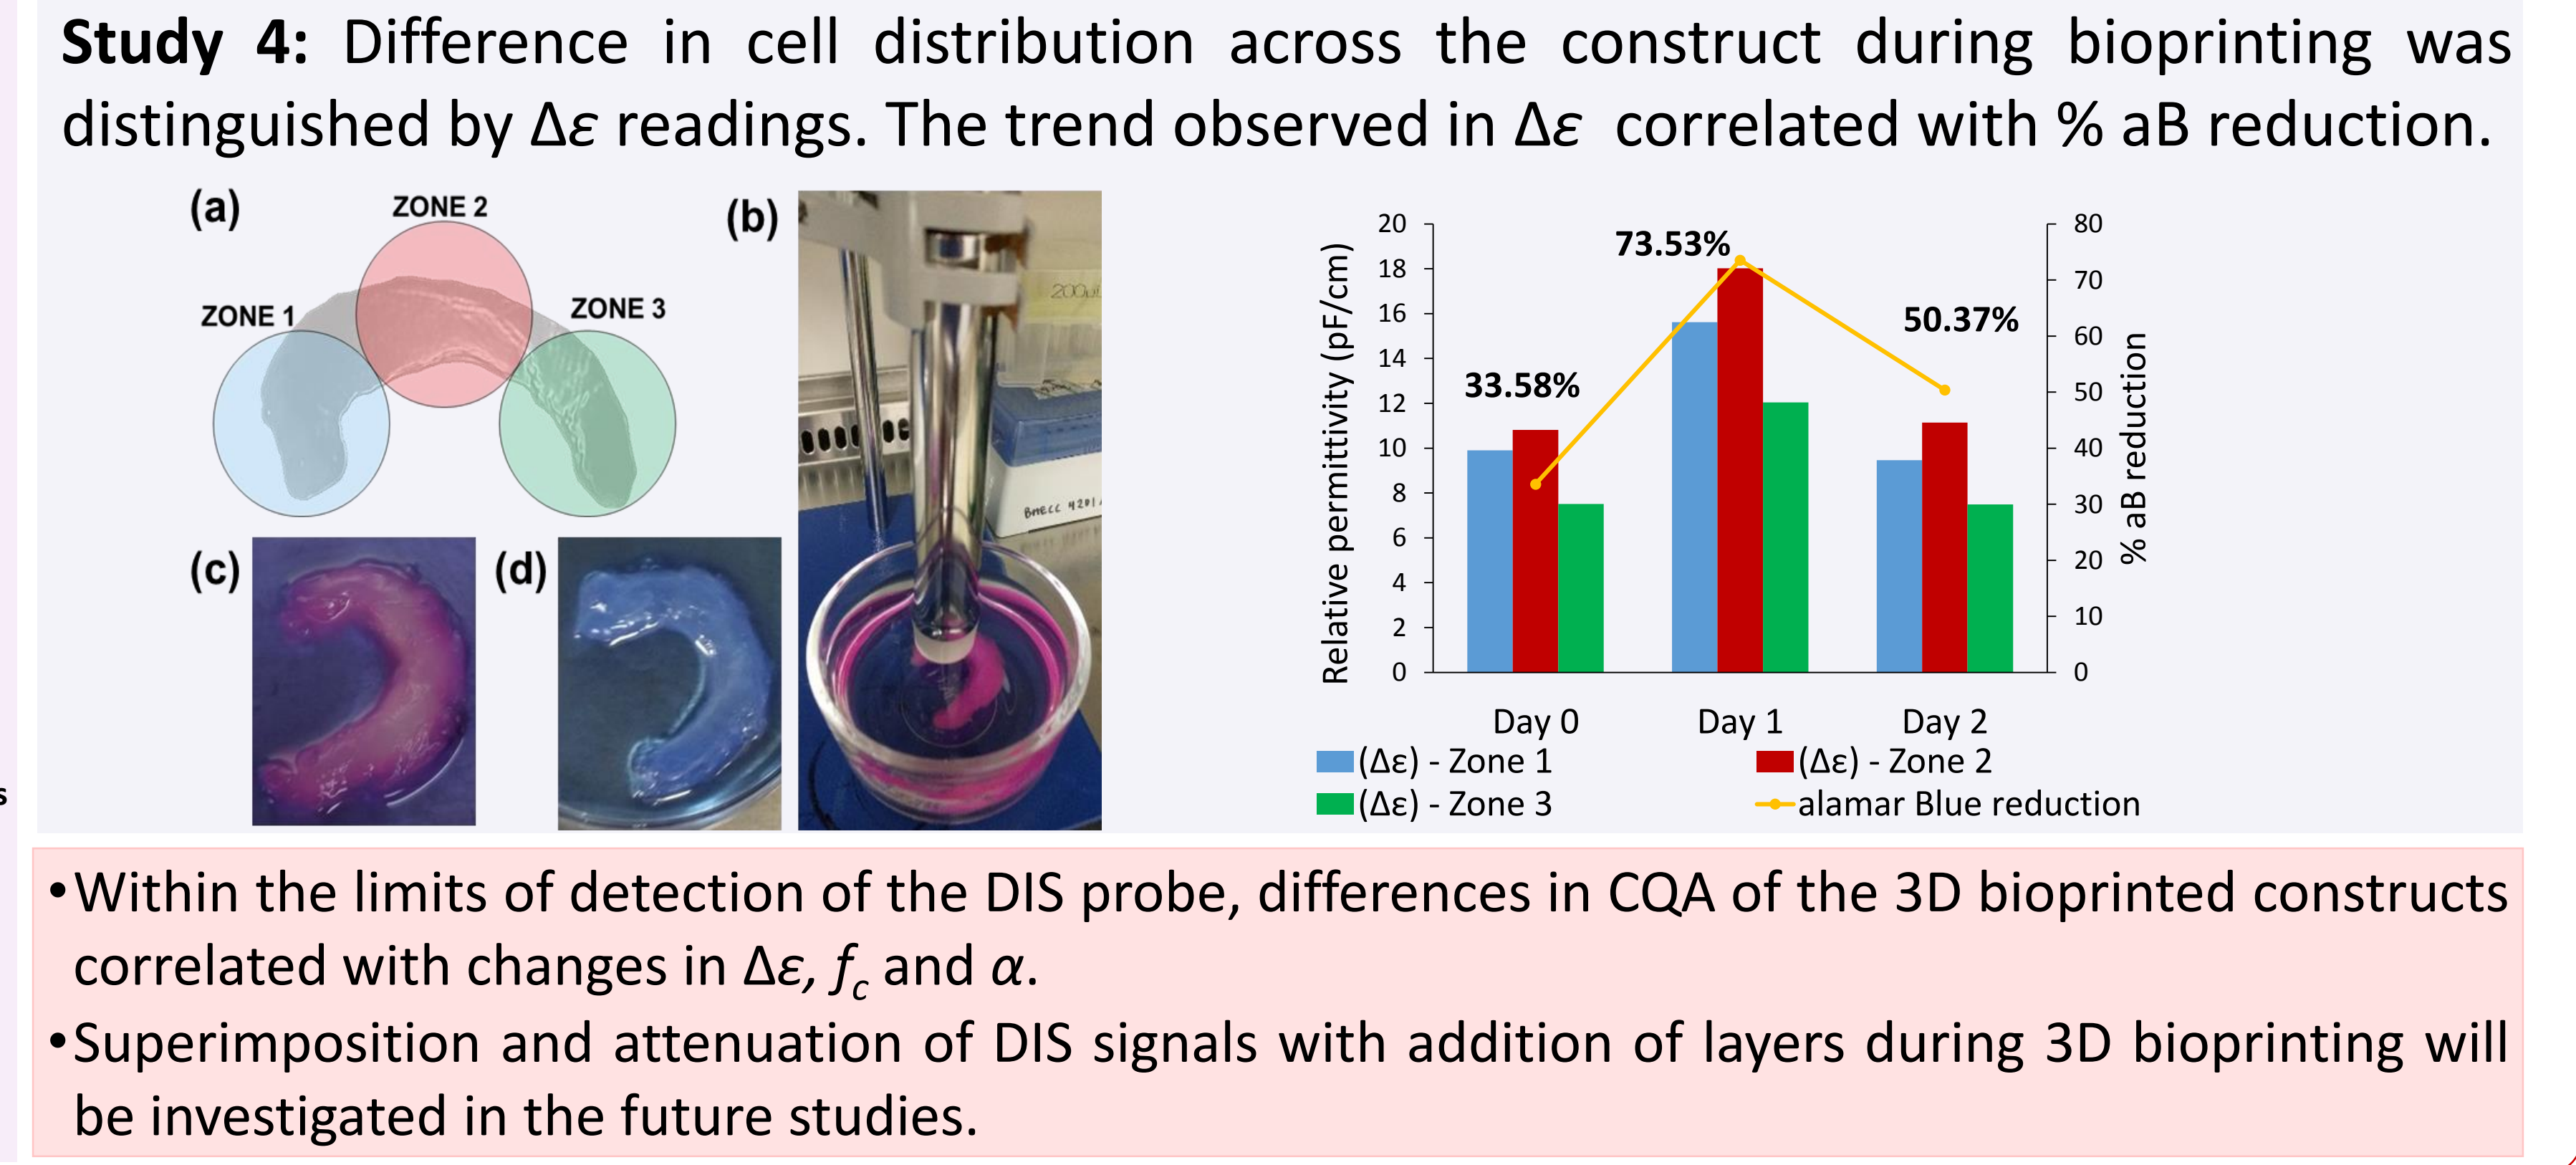 Study 4: Difference in cell distribution across the construct during bioprinting was
distinguished by Δε readings. The trend observed in Δε correlated with % aB reduction.
(a)
ZONE 1
ZONE 2
ZONE 3
(b)
200µL
BMECC 4201
(c)
(d)
Relative permittivity (pF/cm)
20
18
16
14
12
10
8
6
4
2
0
33.58%
73.53%
50.37%
80
70
60
50
40
30
20
10
0
% aB reduction
Day 0
Day 1
Day 2
(Δε) - Zone 1
(Δε) - Zone 2
(Δε) - Zone 3
alamar Blue reduction
s
•Within the limits of detection of the DIS probe, differences in CQA of the 3D bioprinted constructs
correlated with changes in Δε, fc and α.
•Superimposition and attenuation of DIS signals with addition of layers during 3D bioprinting will
be investigated in the future studies.